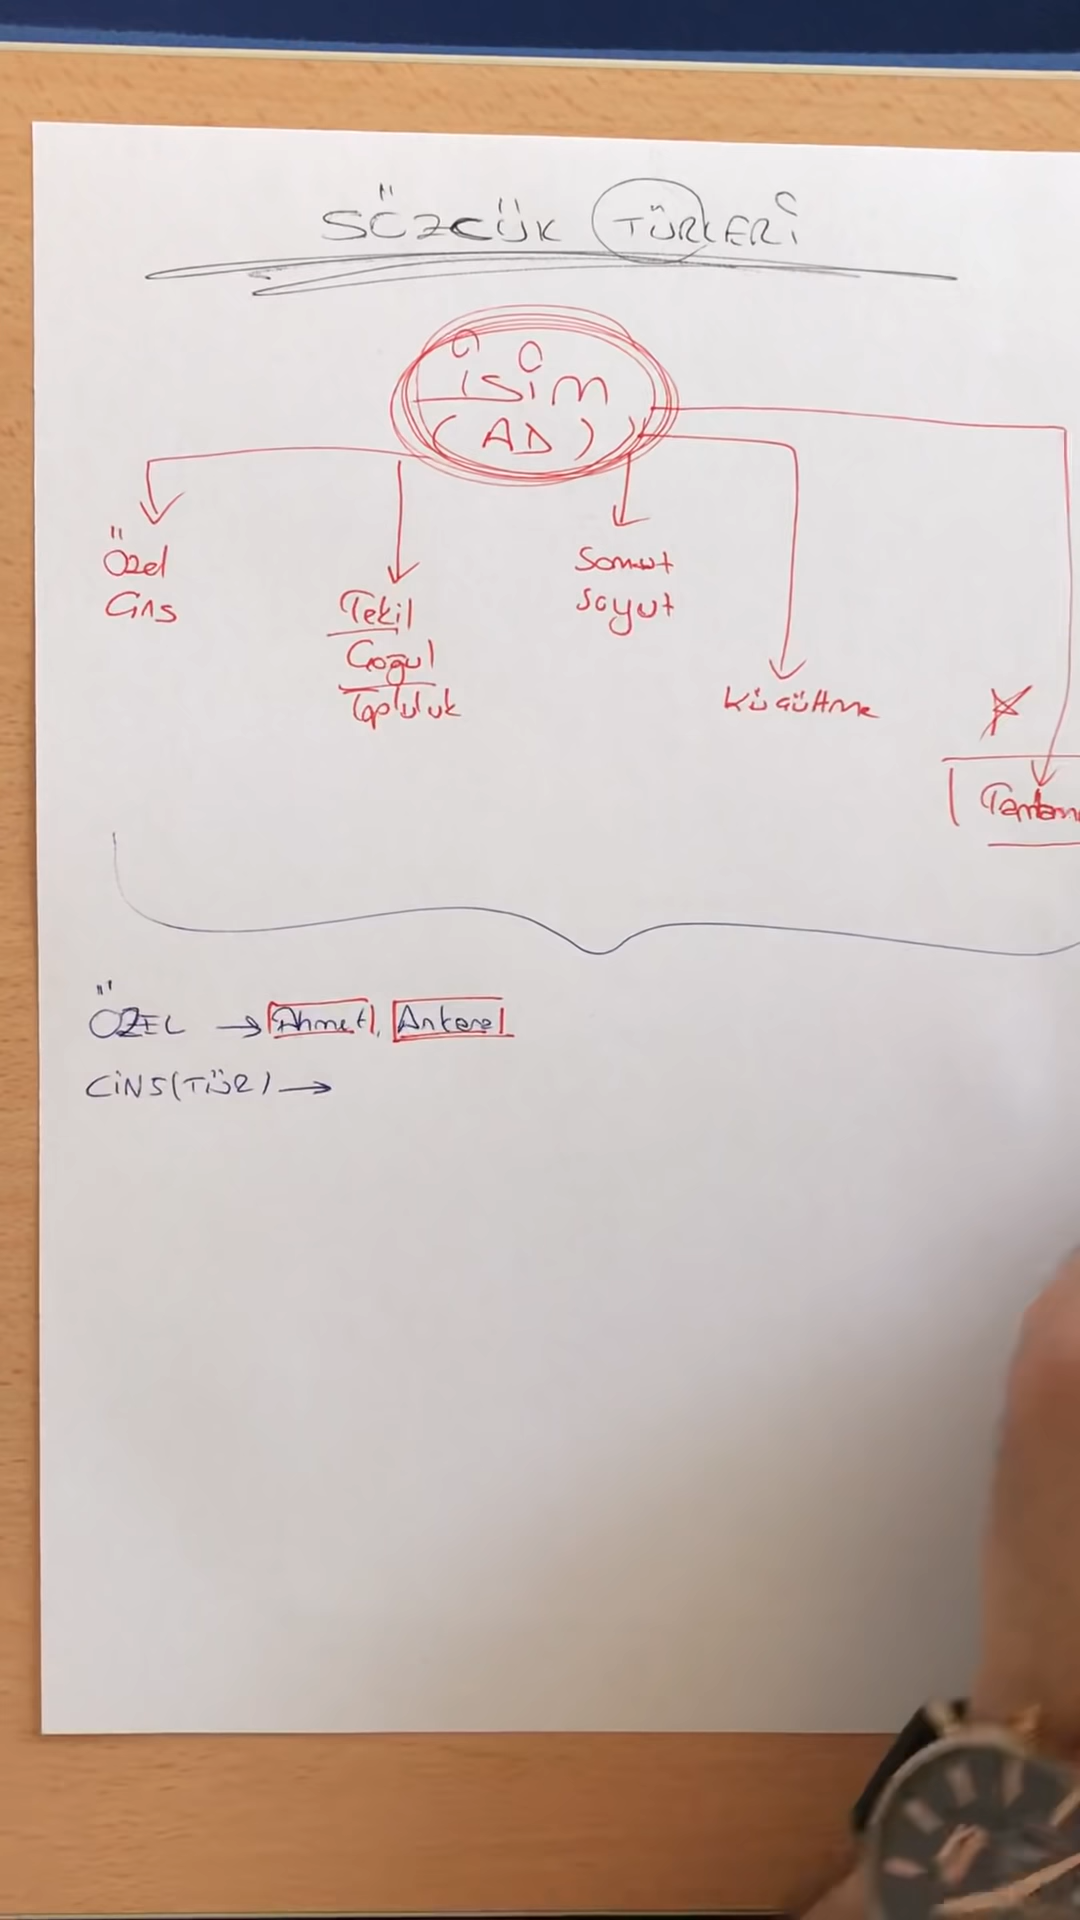 SÖZCÜK TÜRLERİ
İSİM
(AD)
Özel
Cins
Tekil
Çoğul
Topluluk
Somut
Soyut
Küçültme
ÖZEL → Ahmet, Ankara
CİNS (TÜR) →